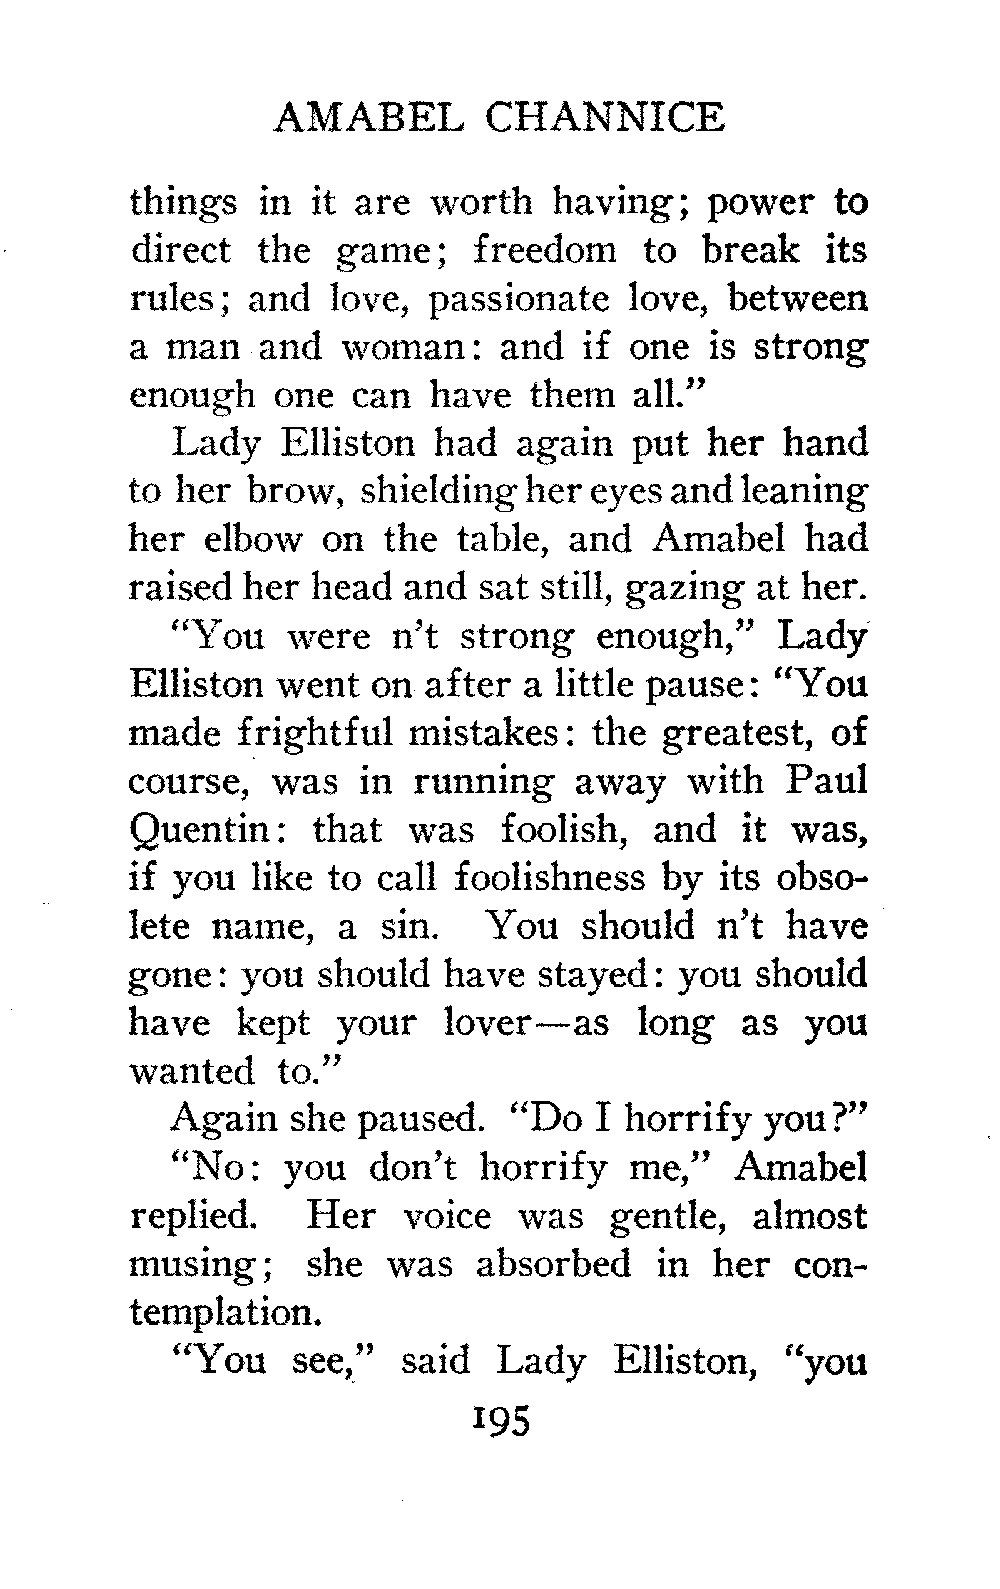 AMABEL CHANNICE
things in it are worth having; power to
direct the game; freedom to break its
rules; and love, passionate love, between
a man and woman: and if one is strong
enough one can have them all."
Lady Elliston had again put her hand
to her brow, shielding her eyes and leaning
her elbow on the table, and Amabel had
raised her head and sat still, gazing at her.
"You were n't strong enough," Lady
Elliston went on after a little pause: "You
made frightful mistakes: the greatest, of
course, was in running away with Paul
Quentin: that was foolish, and it was,
if you like to call foolishness by its obso-
lete name, a sin. You should n't have
gone: you should have stayed: you should
have kept your lover—as long as you
wanted to."
Again she paused. "Do I horrify you?"
"No: you don't horrify me," Amabel
replied. Her voice was gentle, almost
musing; she was absorbed in her con-
templation.
"You see," said Lady Elliston, "you
195